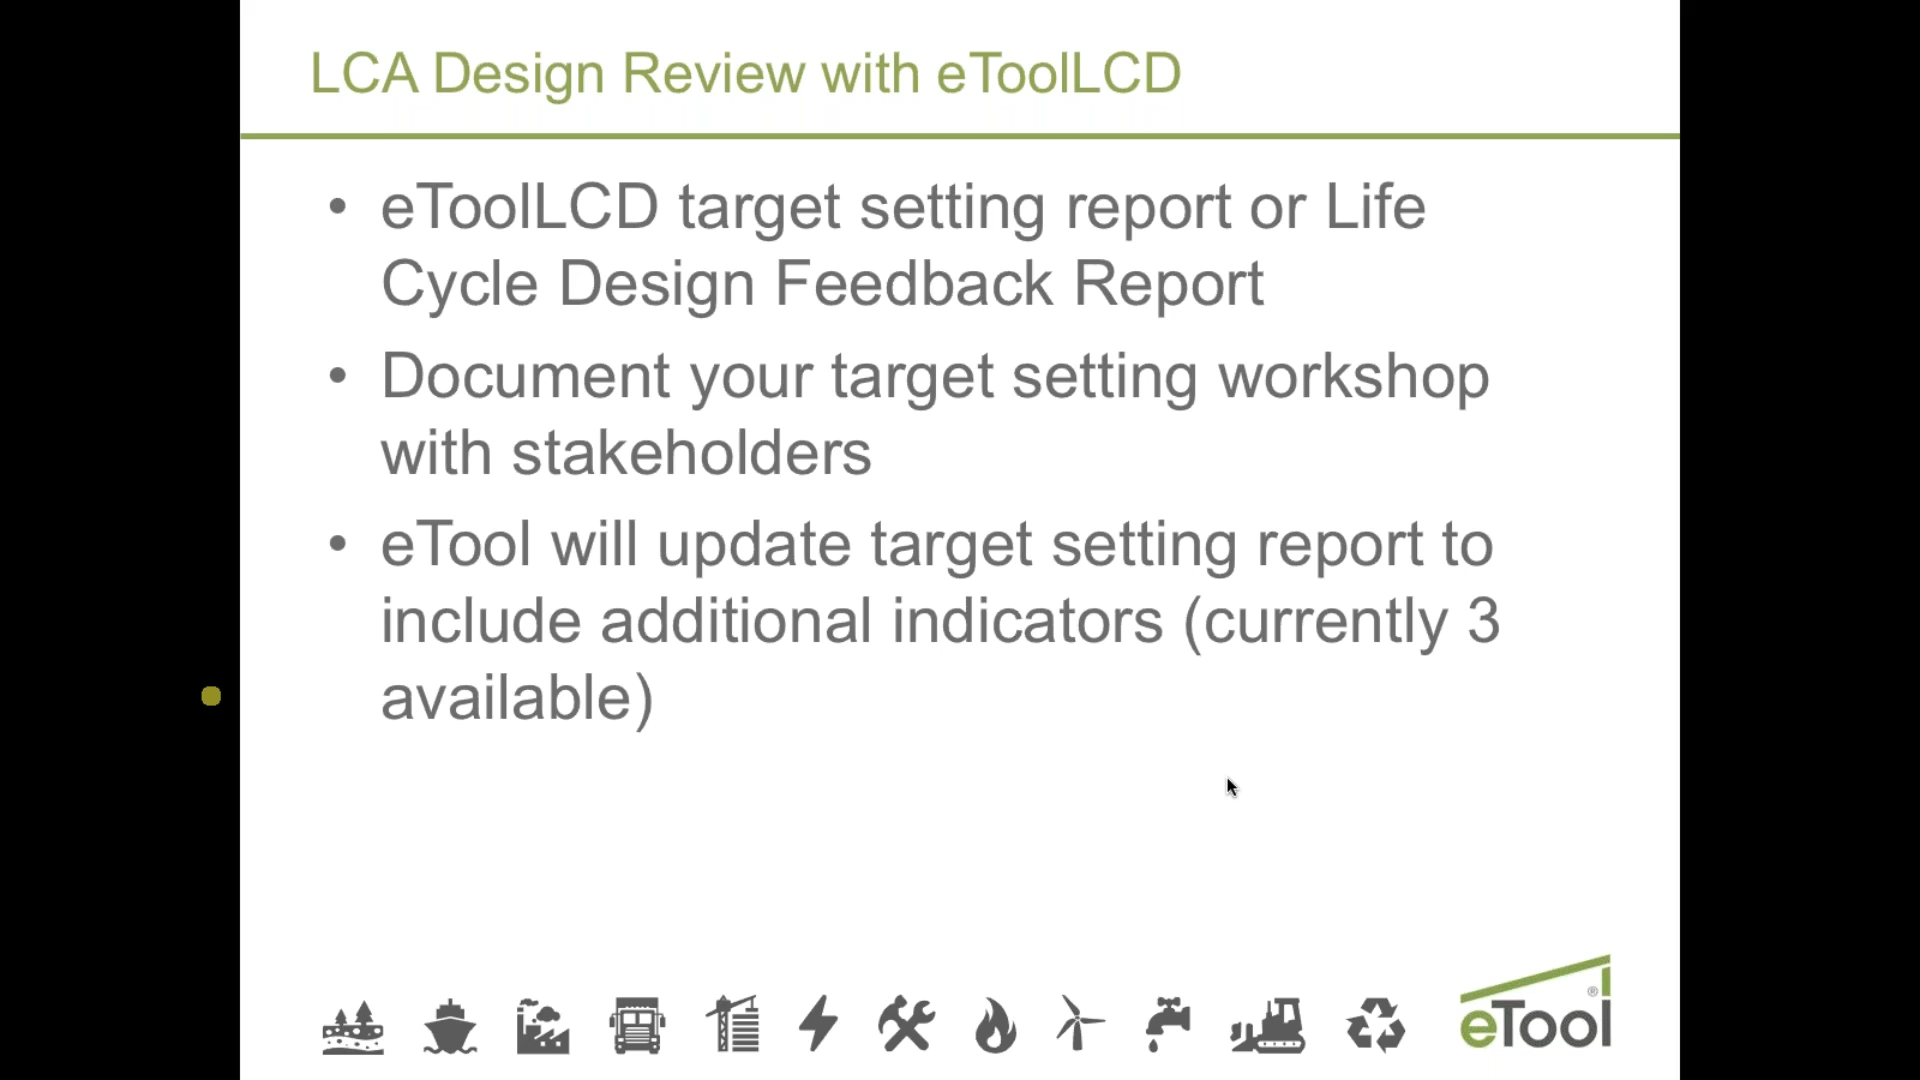 LCA Design Review with eToolLCD
• eToolLCD target setting report or Life
Cycle Design Feedback Report
• Document your target setting workshop
with stakeholders
• eTool will update target setting report to
include additional indicators (currently 3
available)
eTool®